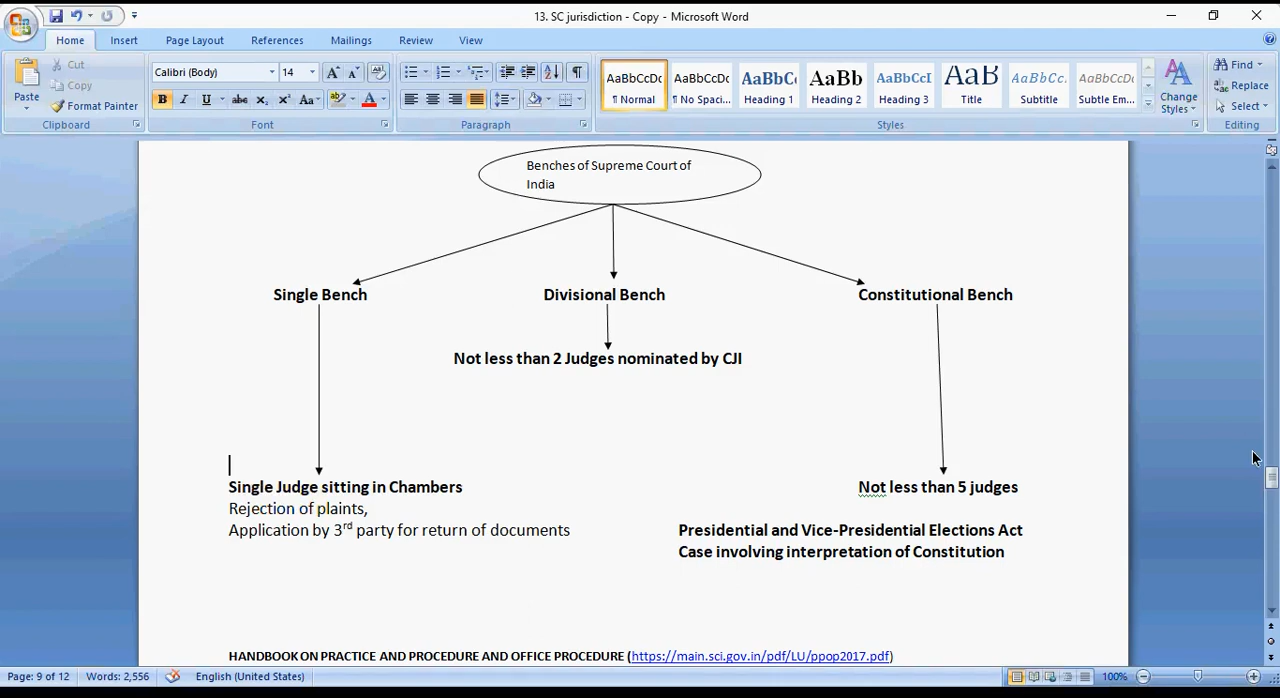 13. SC jurisdiction - Copy - Microsoft Word
Home Insert Page Layout References Mailings Review View
Paste
Cut
Copy
Format Painter
Clipboard
Calibri (Body) 14
B I U abc X₂ X² Aa
Font
Paragraph
AaBbCcDc AaBbCcDc AaBbCc AaBb AaBbCcI AaB AaBbCc. AaBbCcDc
¶ Normal ¶ No Spaci... Heading 1 Heading 2 Heading 3 Title Subtitle Subtle Em...
Change Styles
Styles
Find
Replace
Select
Editing
Benches of Supreme Court of
India
Single Bench Divisional Bench Constitutional Bench
Not less than 2 Judges nominated by CJI
Single Judge sitting in Chambers
Rejection of plaints,
Application by 3rd party for return of documents
Not less than 5 judges
Presidential and Vice-Presidential Elections Act
Case involving interpretation of Constitution
HANDBOOK ON PRACTICE AND PROCEDURE AND OFFICE PROCEDURE (https://main.sci.gov.in/pdf/LU/ppop2017.pdf)
Page: 9 of 12 Words: 2,556 English (United States) 100%